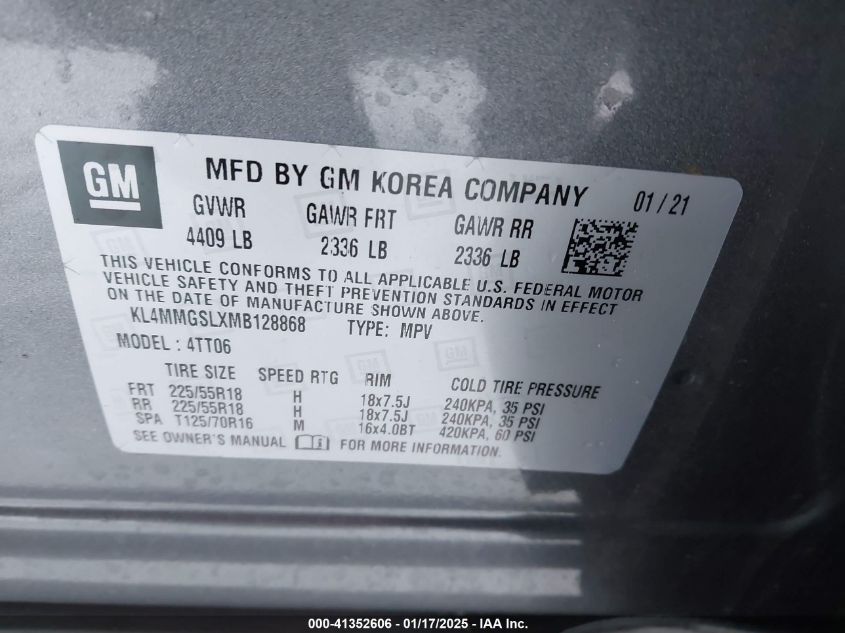 GM
MFD BY GM KOREA COMPANY 01 / 21
GVWR GAWR FRT GAWR RR
4409 LB 2336 LB 2336 LB
THIS VEHICLE CONFORMS TO ALL APPLICABLE U.S. FEDERAL MOTOR
VEHICLE SAFETY AND THEFT PREVENTION STANDARDS IN EFFECT
ON THE DATE OF MANUFACTURE SHOWN ABOVE.
KL4MMGSLXMB128868 TYPE: MPV
MODEL : 4TT06
TIRE SIZE SPEED RTG RIM COLD TIRE PRESSURE
FRT 225/55R18 H 18x7.5J 240KPA, 35 PSI
RR 225/55R18 H 18x7.5J 240KPA, 35 PSI
SPA T125/70R16 M 16x4.0BT 420KPA, 60 PSI
SEE OWNER'S MANUAL FOR MORE INFORMATION.
000-41352606 - 01/17/2025 - IAA Inc.